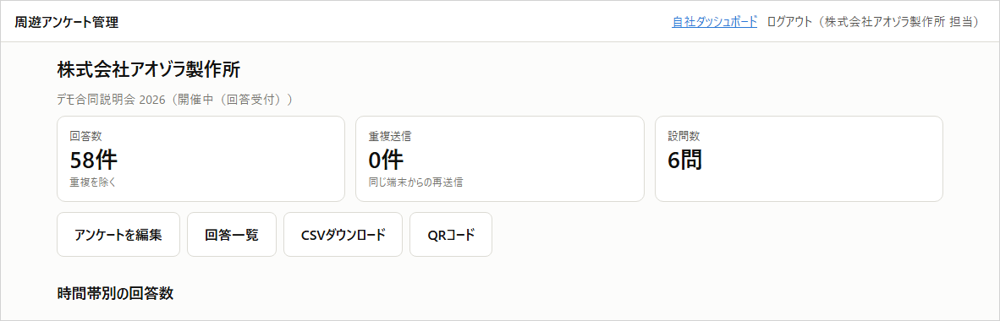 周遊アンケート管理
自社ダッシュボード ログアウト（株式会社アオゾラ製作所 担当）
株式会社アオゾラ製作所
デモ合同説明会 2026（開催中（回答受付））
回答数
58件
重複を除く
重複送信
0件
同じ端末からの再送信
設問数
6問
アンケートを編集
回答一覧
CSVダウンロード
QRコード
時間帯別の回答数